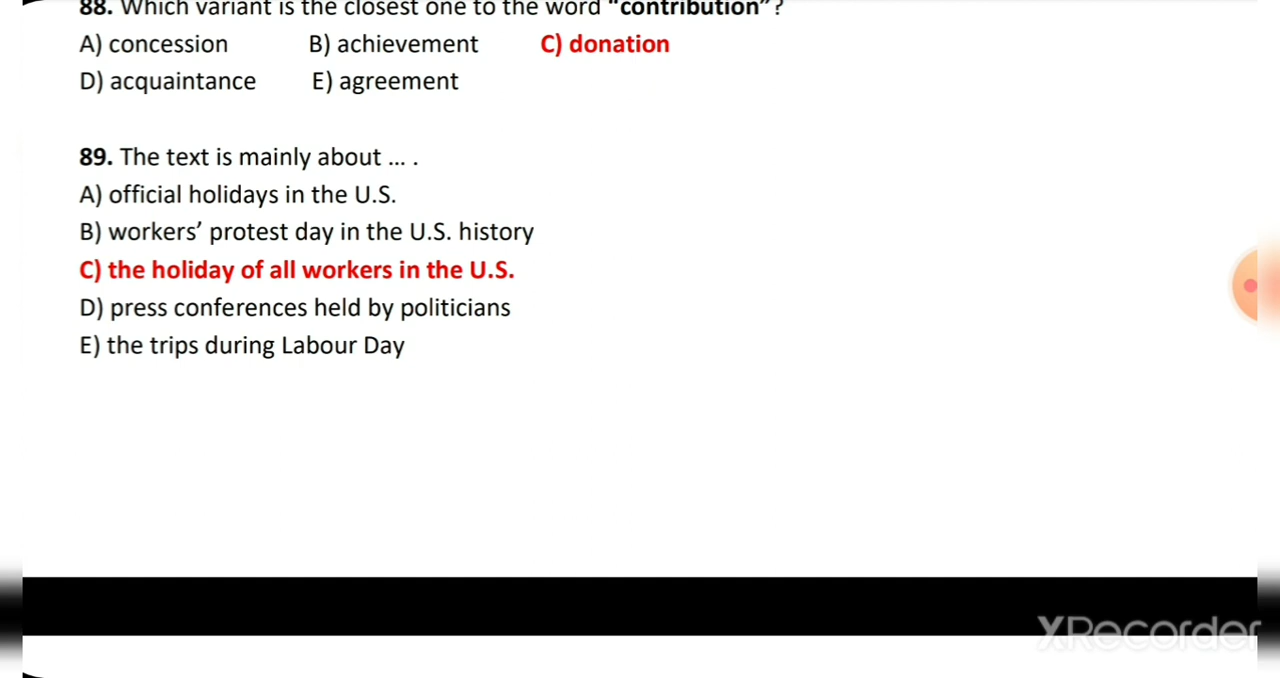 88. Which variant is the closest one to the word "contribution"?
A) concession B) achievement C) donation
D) acquaintance E) agreement
89. The text is mainly about ... .
A) official holidays in the U.S.
B) workers’ protest day in the U.S. history
C) the holiday of all workers in the U.S.
D) press conferences held by politicians
E) the trips during Labour Day
XRecorder